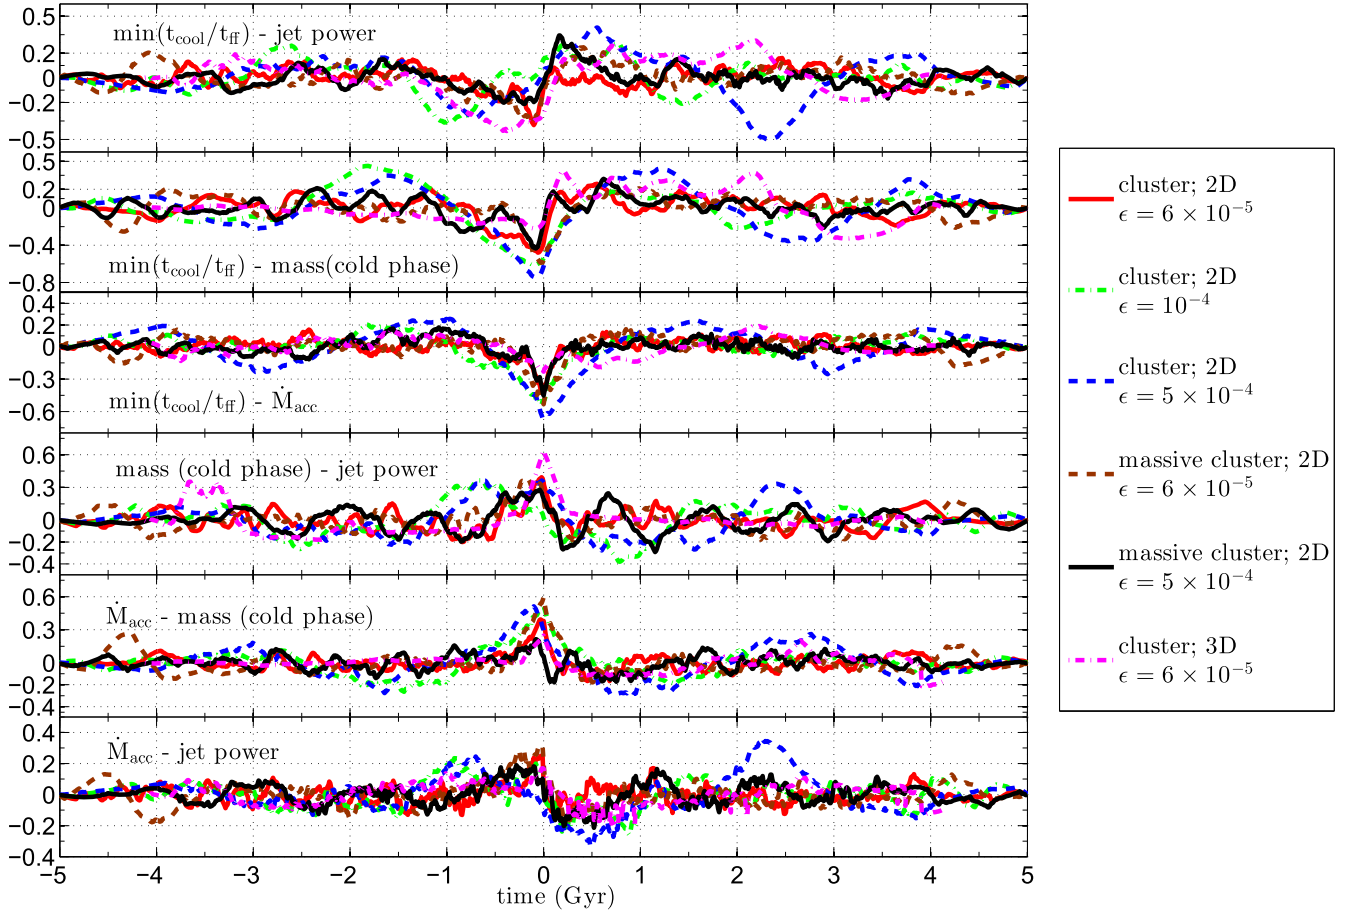 min(t_cool/t_ff) - jet power
0.5
0.2
0
−0.2
−0.5
min(t_cool/t_ff) - mass(cold phase)
0.5
0.2
0
−0.4
−0.8
min(t_cool/t_ff) - Ṁ_acc
0.4
0.2
0
−0.3
−0.6
mass (cold phase) - jet power
0.6
0.3
0
−0.2
−0.4
Ṁ_acc - mass (cold phase)
0.6
0.3
0
−0.2
−0.4
Ṁ_acc - jet power
0.4
0.2
0
−0.2
−0.4
−5 −4 −3 −2 −1 0 1 2 3 4 5
time (Gyr)
cluster; 2D
ϵ = 6 × 10⁻⁵
cluster; 2D
ϵ = 10⁻⁴
cluster; 2D
ϵ = 5 × 10⁻⁴
massive cluster; 2D
ϵ = 6 × 10⁻⁵
massive cluster; 2D
ϵ = 5 × 10⁻⁴
cluster; 3D
ϵ = 6 × 10⁻⁵